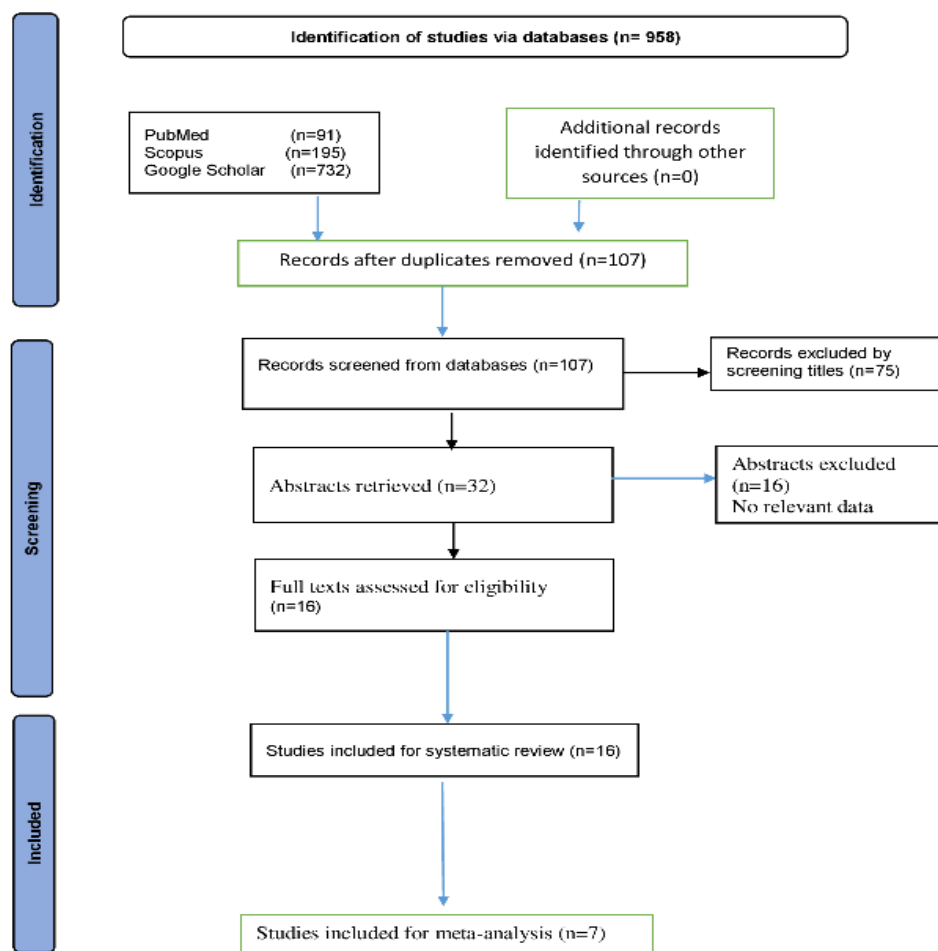 Identification of studies via databases (n= 958)
Identification
PubMed (n=91)
Scopus (n=195)
Google Scholar (n=732)
Additional records
identified through other
sources (n=0)
Records after duplicates removed (n=107)
Screening
Records screened from databases (n=107)
Records excluded by
screening titles (n=75)
Abstracts retrieved (n=32)
Abstracts excluded
(n=16)
No relevant data
Full texts assessed for eligibility
(n=16)
Included
Studies included for systematic review (n=16)
Studies included for meta-analysis (n=7)